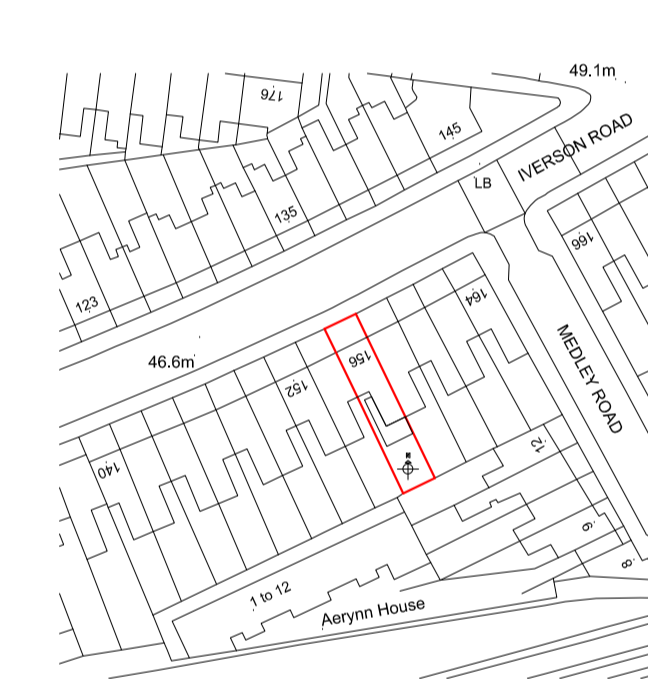 49.1m
176
145
IVERSON ROAD
LB
135
166
123
164
46.6m
156
152
MEDLEY ROAD
140
12
9
8
1 to 12
Aerynn House